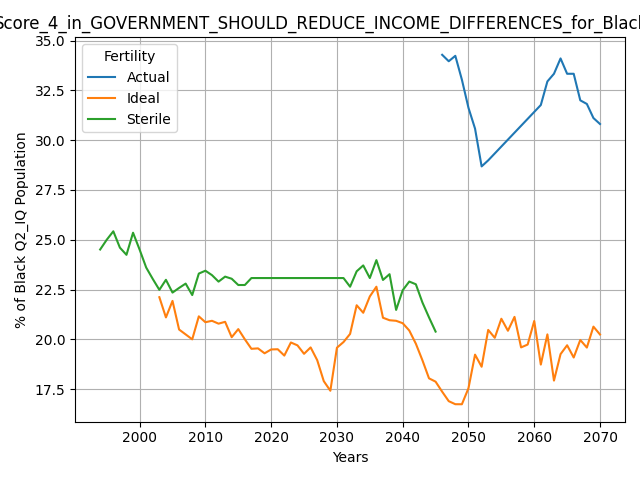 Score_4_in_GOVERNMENT_SHOULD_REDUCE_INCOME_DIFFERENCES_for_Black
Fertility
Actual
Ideal
Sterile
35.0
32.5
30.0
27.5
25.0
22.5
20.0
17.5
% of Black Q2_IQ Population
2000
2010
2020
2030
2040
2050
2060
2070
Years